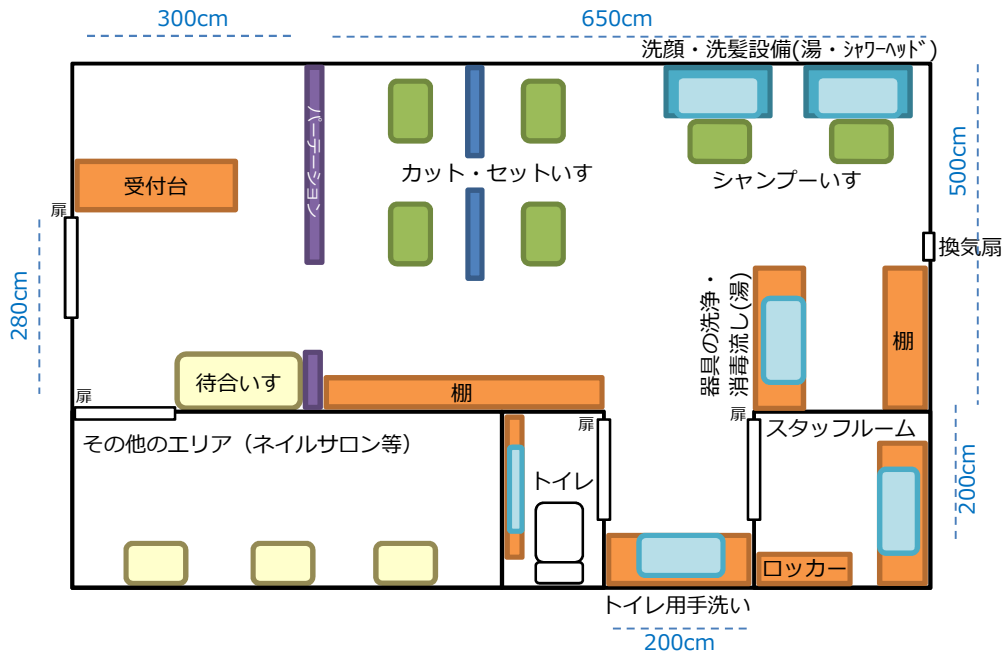 300cm
650cm
洗顔・洗髪設備(湯・ｼｬﾜｰﾍｯﾄﾞ)
パーテーション
カット・セットいす
シャンプーいす
500cm
受付台
扉
換気扇
280cm
器具の洗浄・
消毒流し(湯)
棚
待合いす
棚
扉
扉
扉
スタッフルーム
その他のエリア（ネイルサロン等）
トイレ
200cm
ロッカー
トイレ用手洗い
200cm